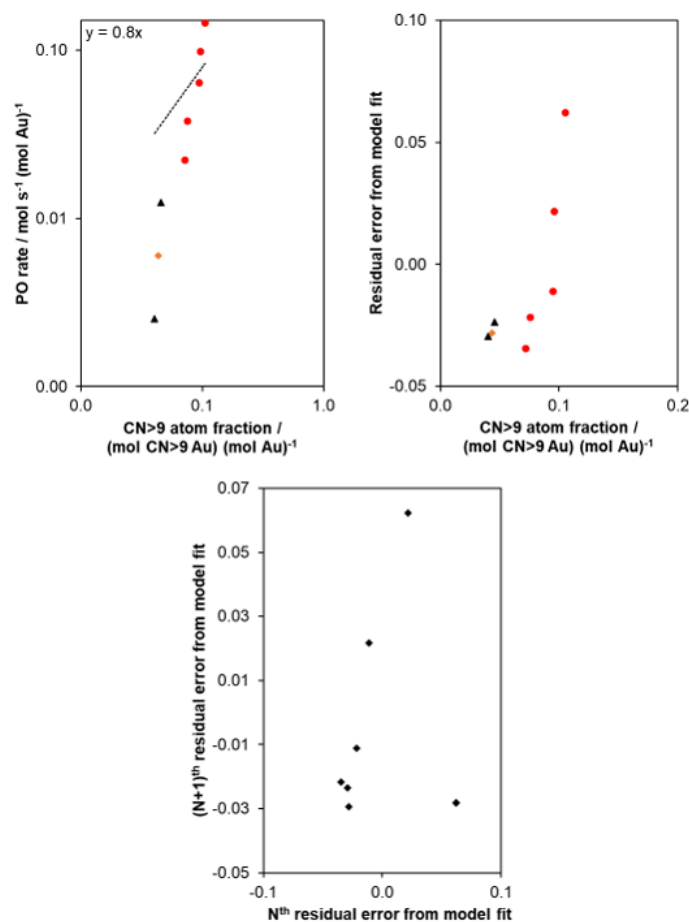 y = 0.8x
0.10
0.01
0.00
PO rate / mol s⁻¹ (mol Au)⁻¹
0.0 0.1 1.0
CN>9 atom fraction /
(mol CN>9 Au) (mol Au)⁻¹
0.10
0.05
0.00
-0.05
Residual error from model fit
0.0 0.1 0.2
CN>9 atom fraction /
(mol CN>9 Au) (mol Au)⁻¹
0.07
0.05
0.03
0.01
-0.01
-0.03
-0.05
(N+1)ᵗʰ residual error from model fit
-0.1 0.0 0.1
Nᵗʰ residual error from model fit